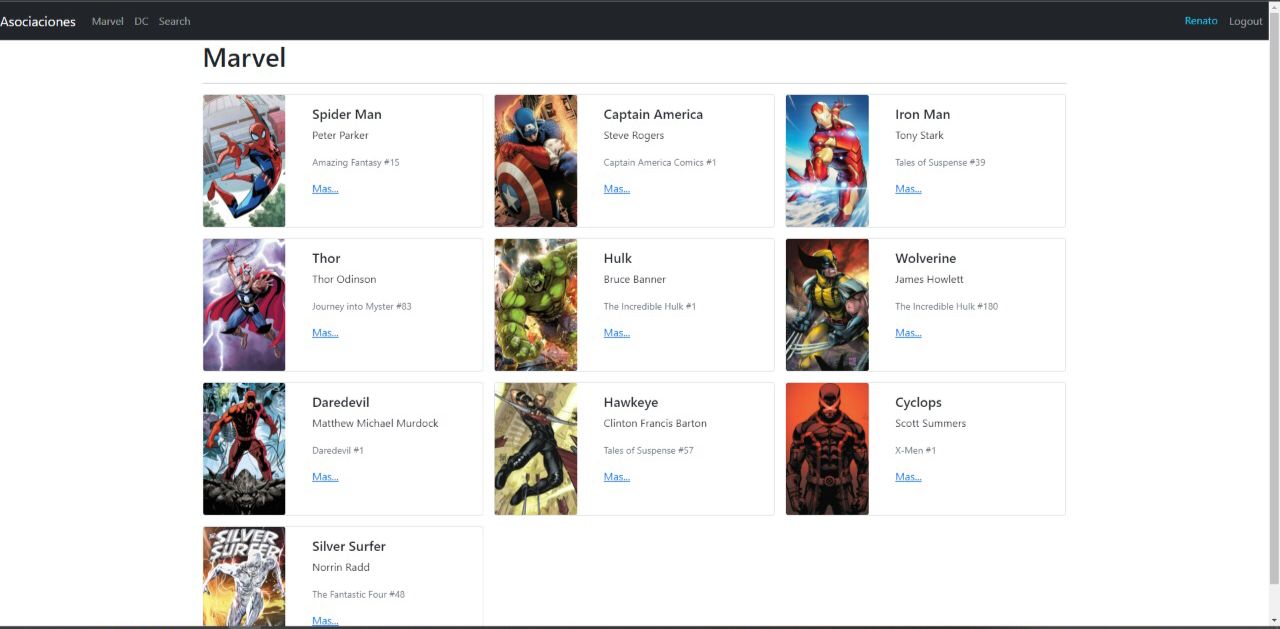 Asociaciones Marvel DC Search Renato Logout
Marvel
Spider Man
Peter Parker
Amazing Fantasy #15
Mas...
Captain America
Steve Rogers
Captain America Comics #1
Mas...
Iron Man
Tony Stark
Tales of Suspense #39
Mas...
Thor
Thor Odinson
Journey into Myster #83
Mas...
Hulk
Bruce Banner
The Incredible Hulk #1
Mas...
Wolverine
James Howlett
The Incredible Hulk #180
Mas...
Daredevil
Matthew Michael Murdock
Daredevil #1
Mas...
Hawkeye
Clinton Francis Barton
Tales of Suspense #57
Mas...
Cyclops
Scott Summers
X-Men #1
Mas...
SILVER
SURFER
Silver Surfer
Norrin Radd
The Fantastic Four #48
Mas...